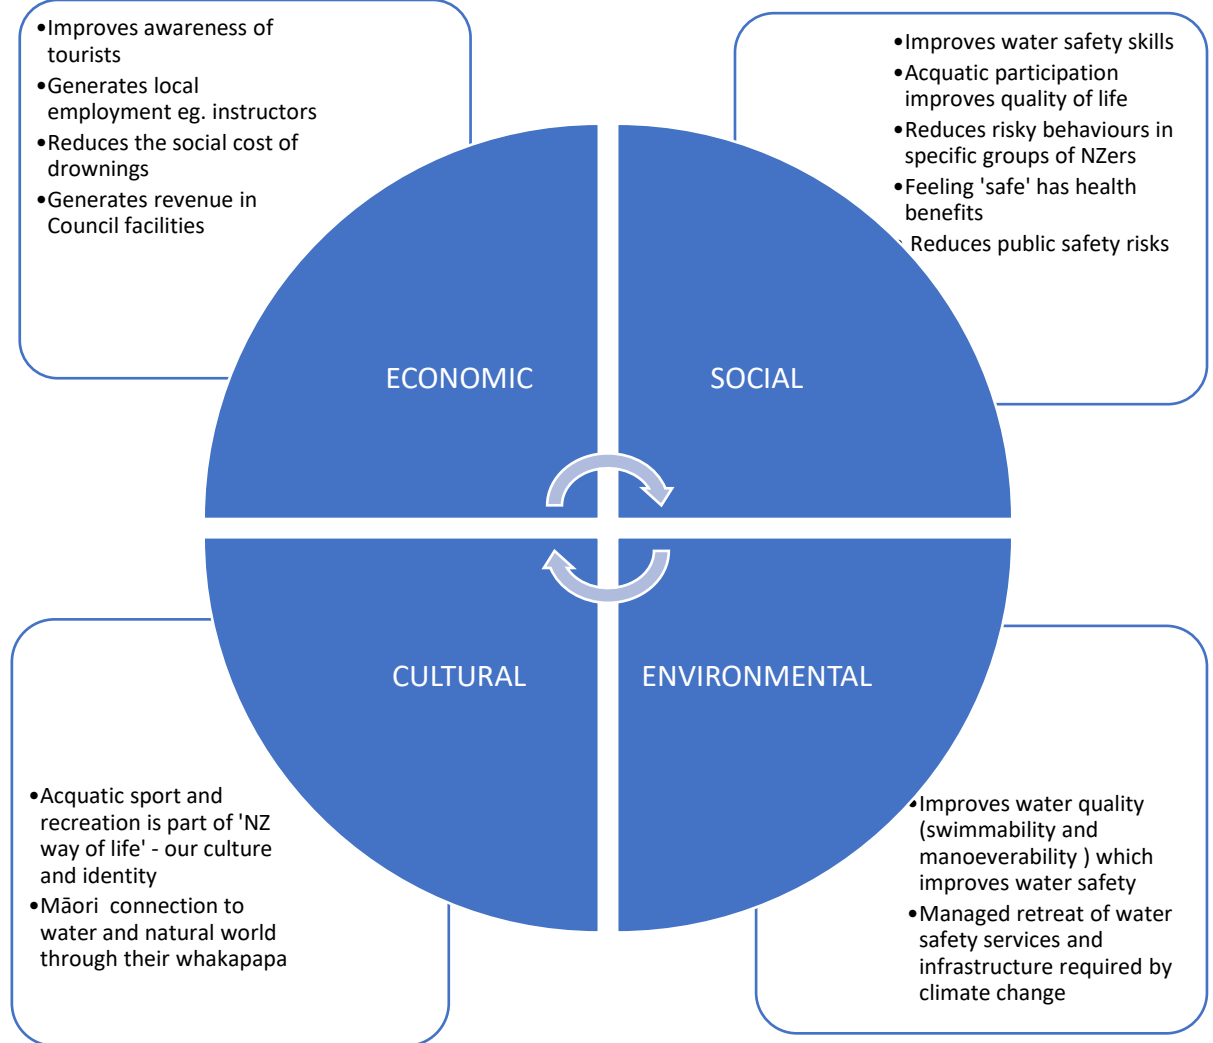 •Improves awareness of
tourists
•Generates local
employment eg. instructors
•Reduces the social cost of
drownings
•Generates revenue in
Council facilities
•Improves water safety skills
•Acquatic participation
improves quality of life
•Reduces risky behaviours in
specific groups of NZers
•Feeling 'safe' has health
benefits
• Reduces public safety risks
ECONOMIC
SOCIAL
CULTURAL
ENVIRONMENTAL
•Acquatic sport and
recreation is part of 'NZ
way of life' - our culture
and identity
•Māori connection to
water and natural world
through their whakapapa
•Improves water quality
(swimmability and
manoeverability ) which
improves water safety
•Managed retreat of water
safety services and
infrastructure required by
climate change